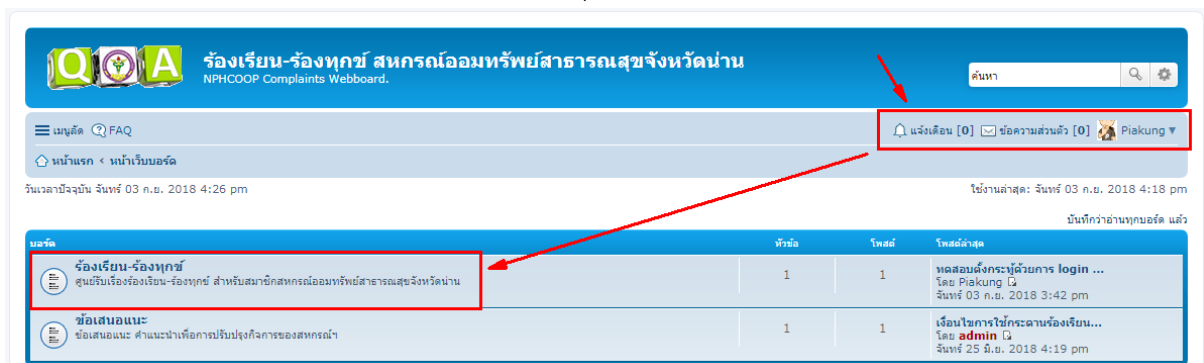 Q A ร้องเรียน-ร้องทุกข์ สหกรณ์ออมทรัพย์สาธารณสุขจังหวัดน่าน
NPHCOOP Complaints Webboard.
ค้นหา
เมนูลัด FAQ
แจ้งเตือน [0] ข้อความส่วนตัว [0] Piakung
หน้าแรก ‹ หน้าเว็บบอร์ด
วันเวลาปัจจุบัน จันทร์ 03 ก.ย. 2018 4:26 pm
ใช้งานล่าสุด: จันทร์ 03 ก.ย. 2018 4:18 pm
บันทึกว่าอ่านทุกบอร์ด แล้ว
บอร์ด หัวข้อ โพสต์ โพสต์ล่าสุด
ร้องเรียน-ร้องทุกข์
ศูนย์รับเรื่องร้องเรียน-ร้องทุกข์ สำหรับสมาชิกสหกรณ์ออมทรัพย์สาธารณสุขจังหวัดน่าน
1 1
ทดสอบตั้งกระทู้ด้วยการ login ...
โดย Piakung
จันทร์ 03 ก.ย. 2018 3:42 pm
ข้อเสนอแนะ
ข้อเสนอแนะ คำแนะนำเพื่อการปรับปรุงกิจการของสหกรณ์ฯ
1 1
เงื่อนไขการใช้กระดานร้องเรียน...
โดย admin
จันทร์ 25 มิ.ย. 2018 4:19 pm